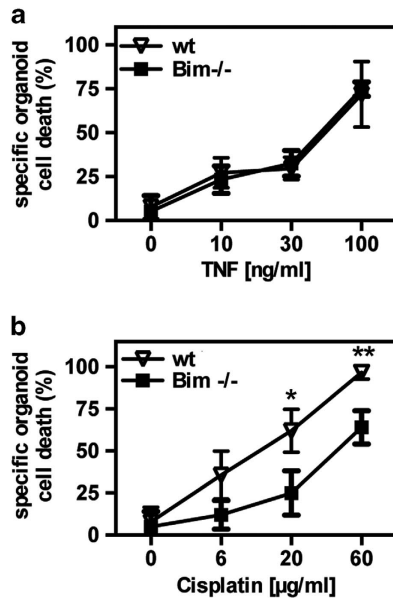 a
specific organoid
cell death (%)
100
75
50
25
0
wt
Bim-/-
0 10 30 100
TNF [ng/ml]
b
specific organoid
cell death (%)
100
75
50
25
0
wt
Bim -/-
*
**
0 6 20 60
Cisplatin [µg/ml]